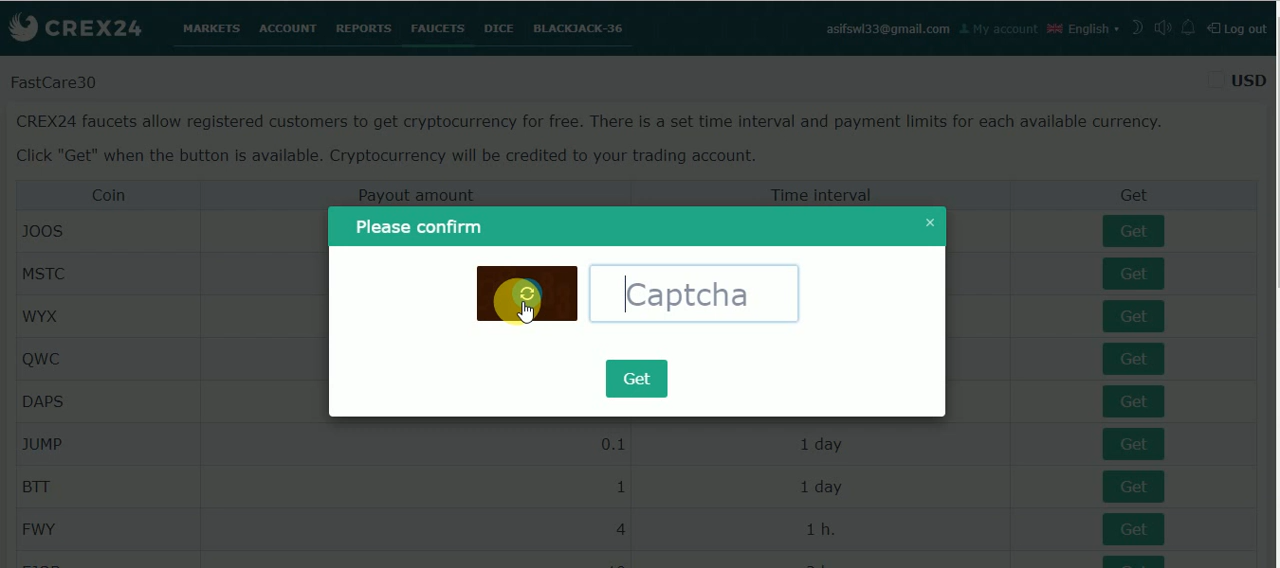 CREX24 MARKETS ACCOUNT REPORTS FAUCETS DICE BLACKJACK-36 asifswl33@gmail.com My account English Log out
FastCare30 USD
CREX24 faucets allow registered customers to get cryptocurrency for free. There is a set time interval and payment limits for each available currency.
Click "Get" when the button is available. Cryptocurrency will be credited to your trading account.
Coin Payout amount Time interval Get
JOOS Get
Please confirm ×
MSTC Get
Captcha
WYX Get
QWC Get
Get
DAPS Get
JUMP 0.1 1 day Get
BTT 1 1 day Get
FWY 4 1 h. Get